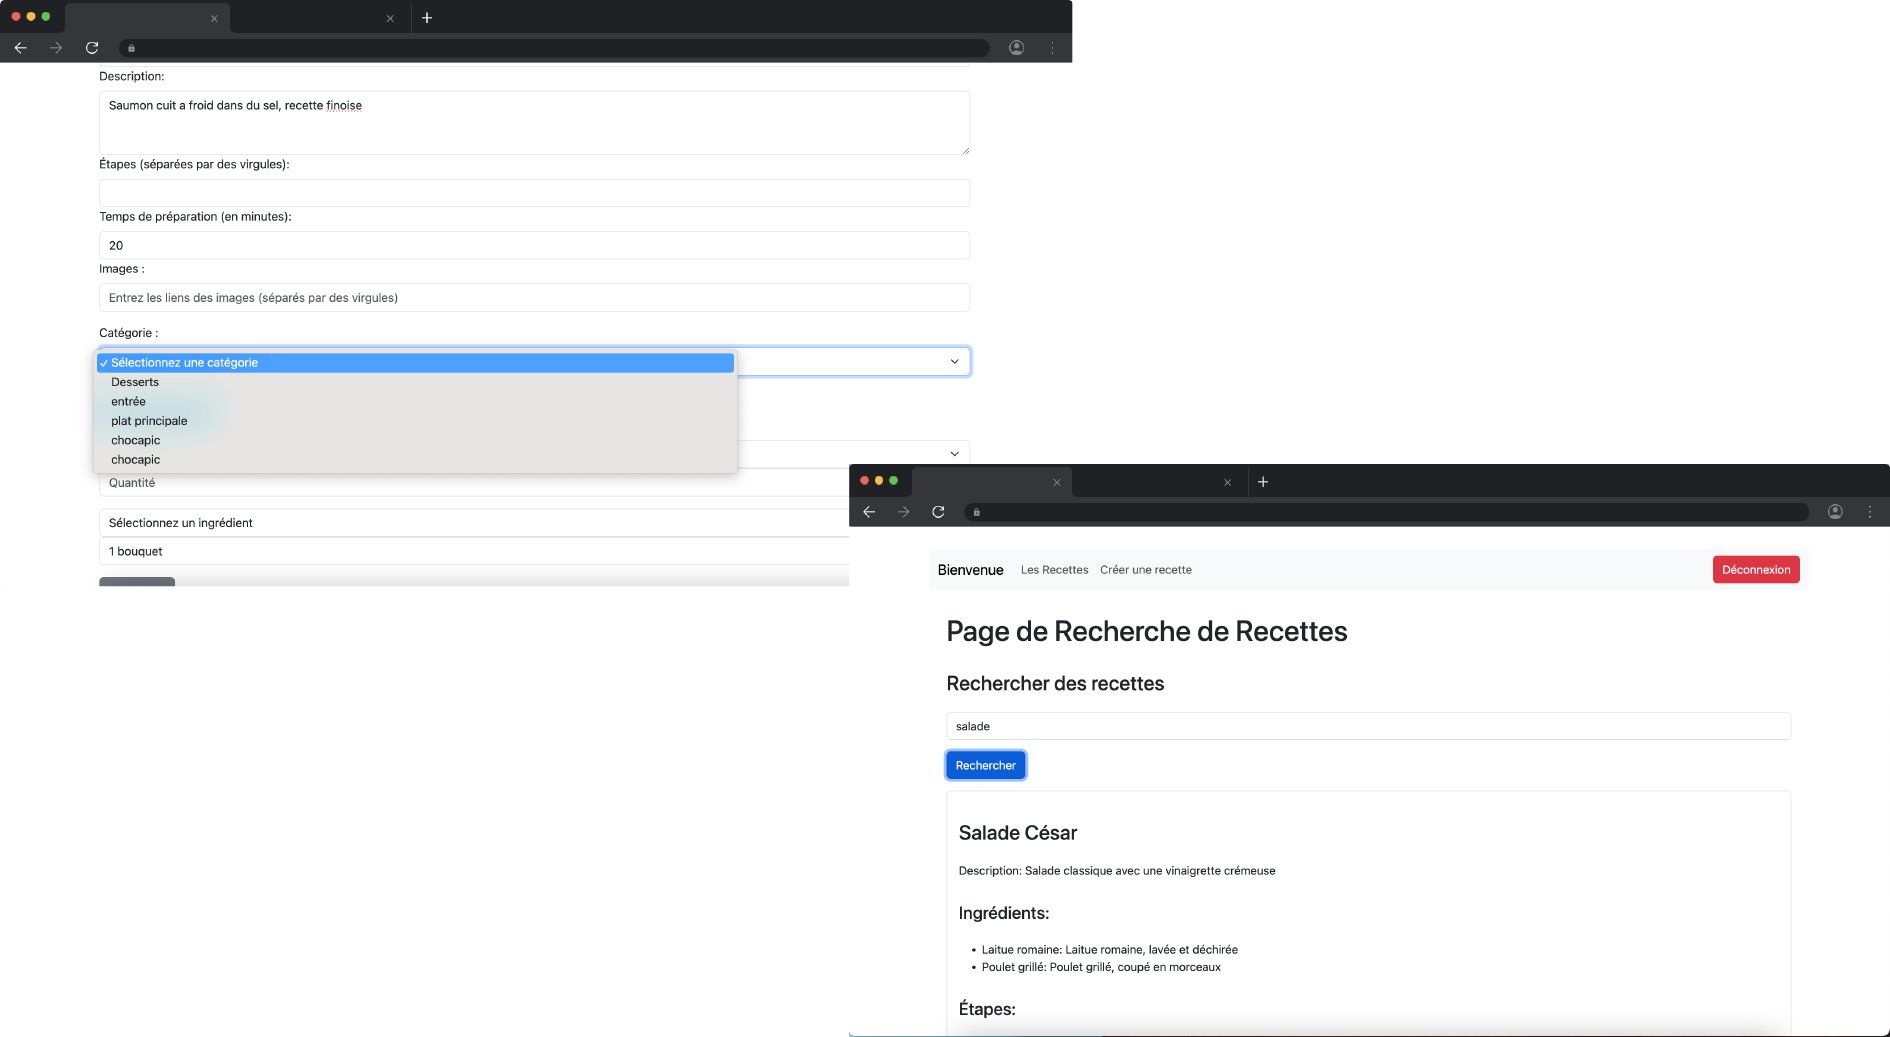 Description:
Saumon cuit a froid dans du sel, recette finoise
Étapes (séparées par des virgules):
Temps de préparation (en minutes):
20
Images :
Entrez les liens des images (séparés par des virgules)
Catégorie :
✓ Sélectionnez une catégorie
Desserts
entrée
plat principale
chocapic
chocapic
Quantité
Sélectionnez un ingrédient
1 bouquet
Bienvenue Les Recettes Créer une recette Déconnexion
Page de Recherche de Recettes
Rechercher des recettes
salade
Rechercher
Salade César
Description: Salade classique avec une vinaigrette crémeuse
Ingrédients:
• Laitue romaine: Laitue romaine, lavée et déchirée
• Poulet grillé: Poulet grillé, coupé en morceaux
Étapes: